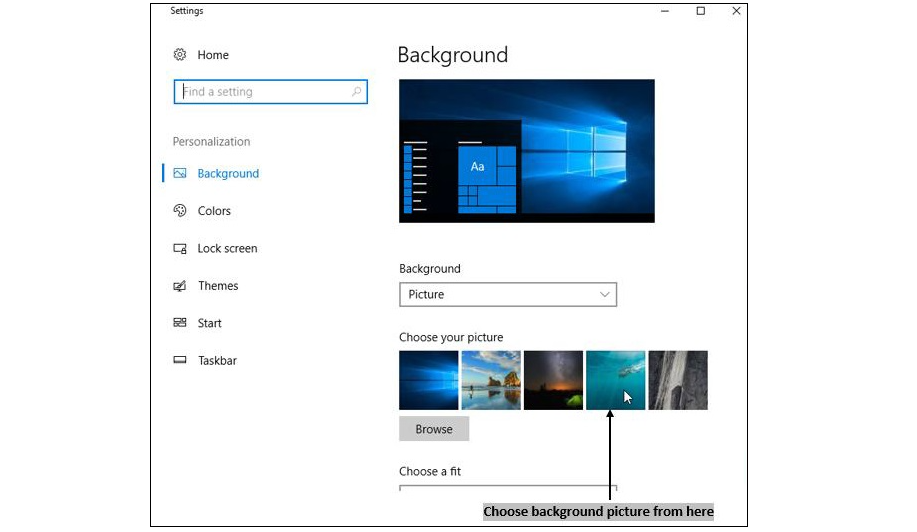 Settings
Home
Find a setting
Personalization
Background
Colors
Lock screen
Themes
Start
Taskbar
Background
Aa
Background
Picture
Choose your picture
Browse
Choose a fit
Choose background picture from here